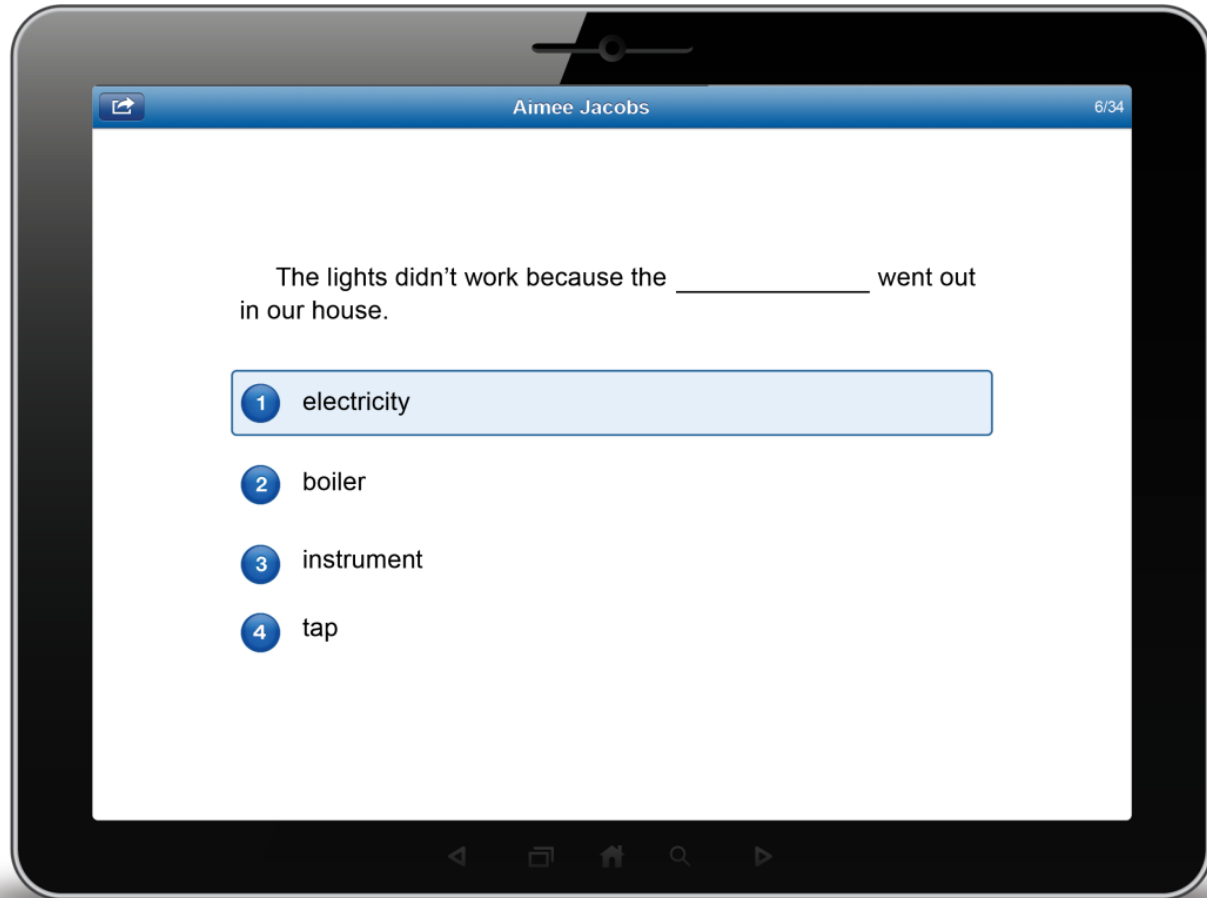 Aimee Jacobs
6/34
The lights didn’t work because the ______________ went out
in our house.
1 electricity
2 boiler
3 instrument
4 tap